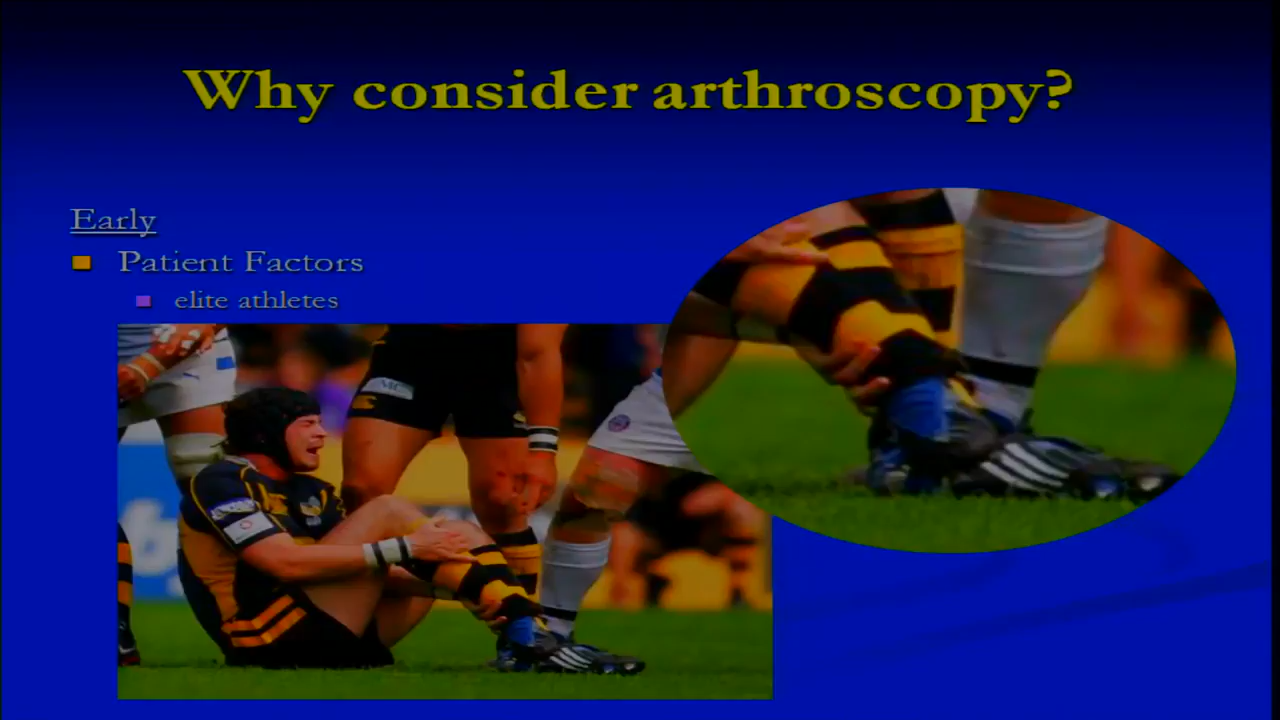 Why consider arthroscopy?
Early
Patient Factors
elite athletes